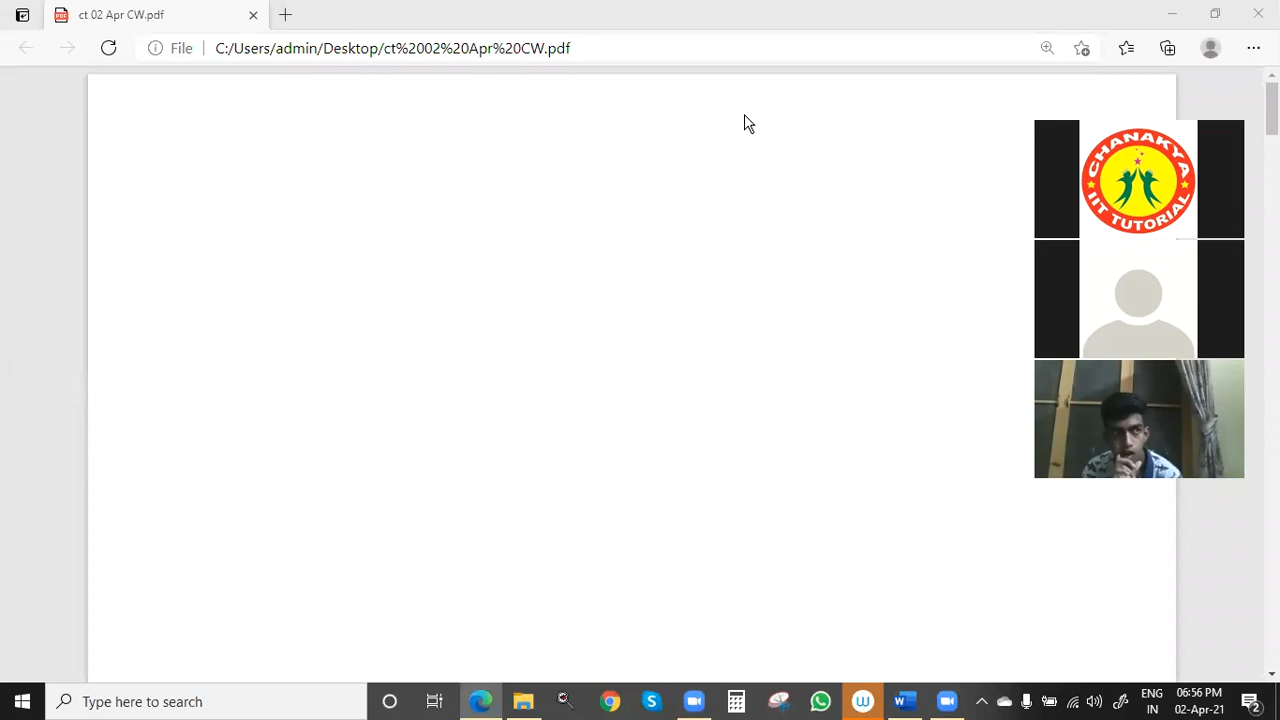 ct 02 Apr CW.pdf
File
C:/Users/admin/Desktop/ct%2002%20Apr%20CW.pdf
CHANAKYA
IIT TUTORIAL
Type here to search
ENG
IN
06:56 PM
02-Apr-21
2